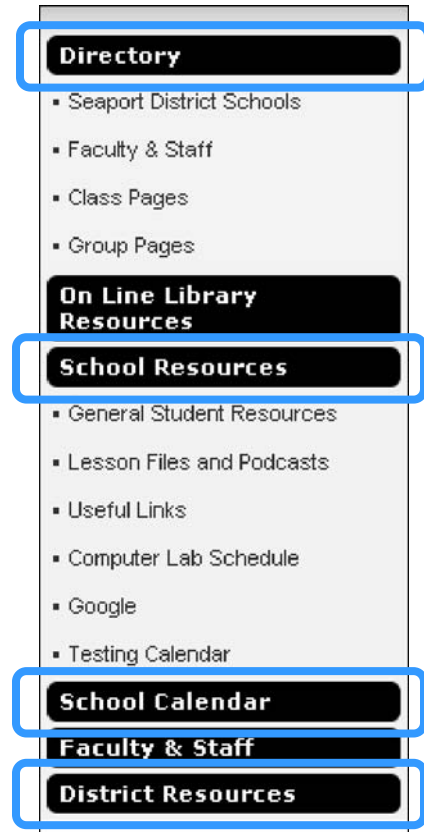 Directory
▪ Seaport District Schools
▪ Faculty & Staff
▪ Class Pages
▪ Group Pages
On Line Library
Resources
School Resources
▪ General Student Resources
▪ Lesson Files and Podcasts
▪ Useful Links
▪ Computer Lab Schedule
▪ Google
▪ Testing Calendar
School Calendar
Faculty & Staff
District Resources